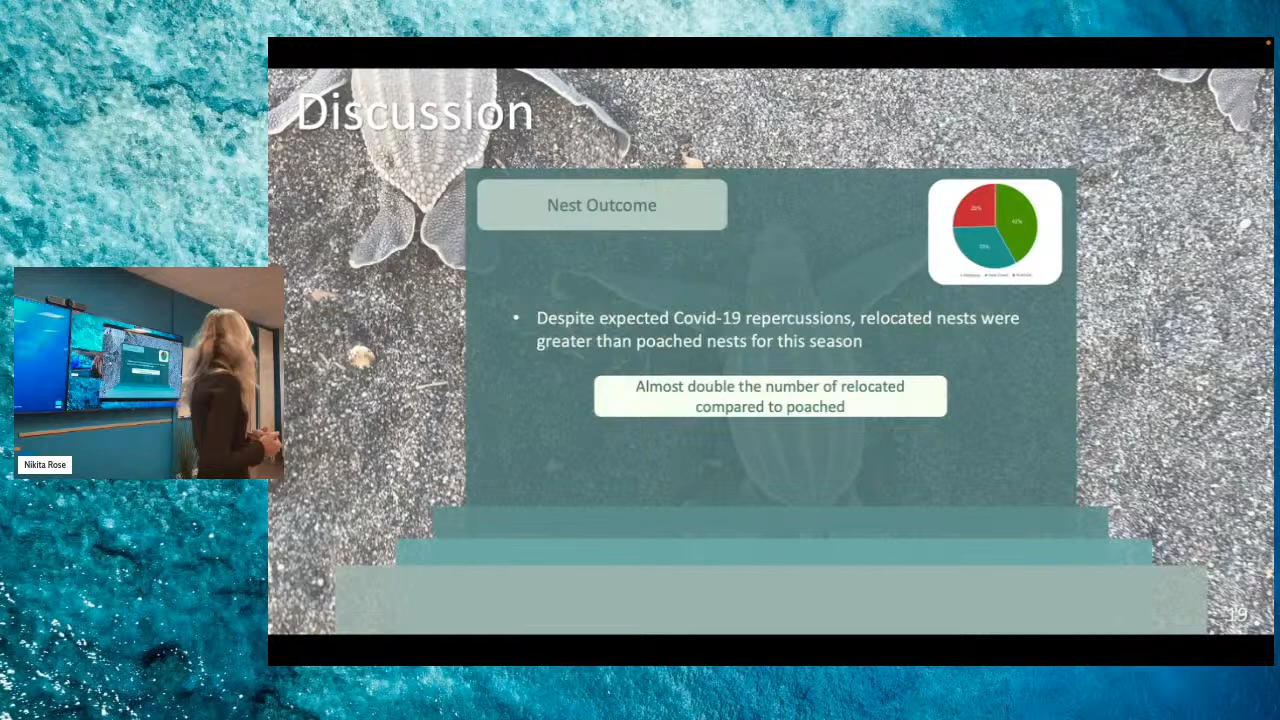 Discussion
Nest Outcome
42%
• Despite expected Covid-19 repercussions, relocated nests were
greater than poached nests for this season
Almost double the number of relocated
compared to poached
Nikita Rose
19